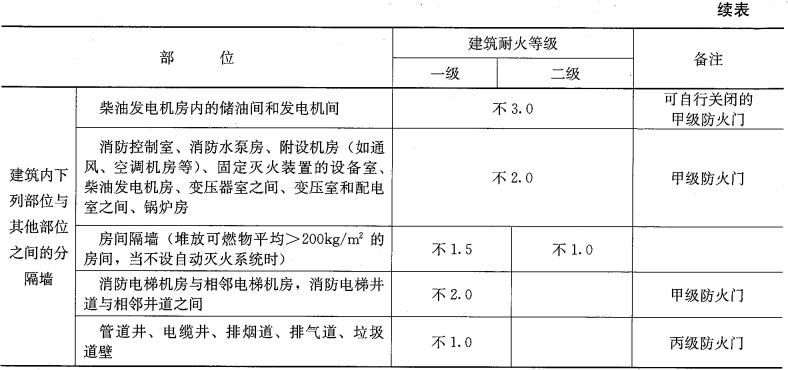 续表
部 位
建筑耐火等级
备注
一级
二级
建筑内下
列部位与
其他部位
之间的分
隔墙
柴油发电机房内的储油间和发电机间
不3.0
可自行关闭的
甲级防火门
消防控制室、消防水泵房、附设机房（如通
风、空调机房等）、固定灭火装置的设备室、
柴油发电机房、变压器室之间、变压室和配电
室之间、锅炉房
不2.0
甲级防火门
房间隔墙（堆放可燃物平均＞200kg/m² 的
房间，当不设自动灭火系统时）
不1.5
不1.0
消防电梯机房与相邻电梯机房，消防电梯井
道与相邻井道之间
不2.0
甲级防火门
管道井、电缆井、排烟道、排气道、垃圾
道壁
不1.0
丙级防火门